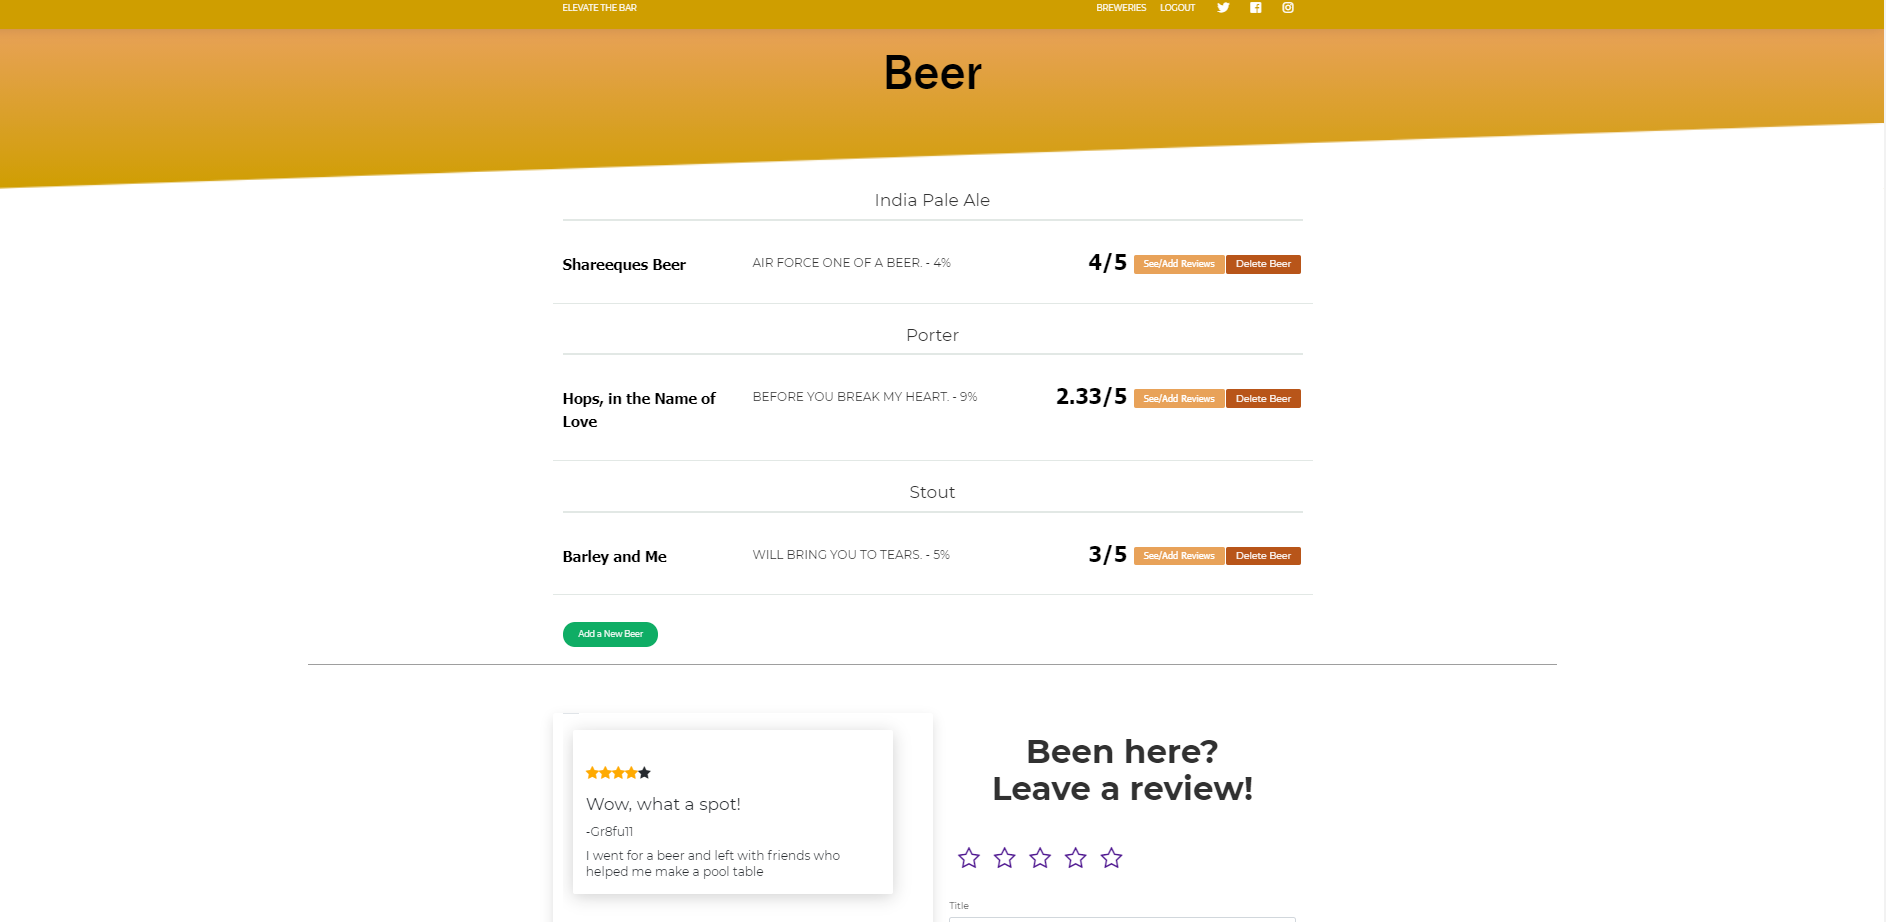 ELEVATE THE BAR
BREWERIES LOGOUT
Beer
India Pale Ale
Shareeques Beer AIR FORCE ONE OF A BEER. - 4% 4/5 See/Add Reviews Delete Beer
Porter
Hops, in the Name of BEFORE YOU BREAK MY HEART. - 9% 2.33/5 See/Add Reviews Delete Beer
Love
Stout
Barley and Me WILL BRING YOU TO TEARS. - 5% 3/5 See/Add Reviews Delete Beer
Add a New Beer
Wow, what a spot!
-Gr8fu11
I went for a beer and left with friends who
helped me make a pool table
Been here?
Leave a review!
Title